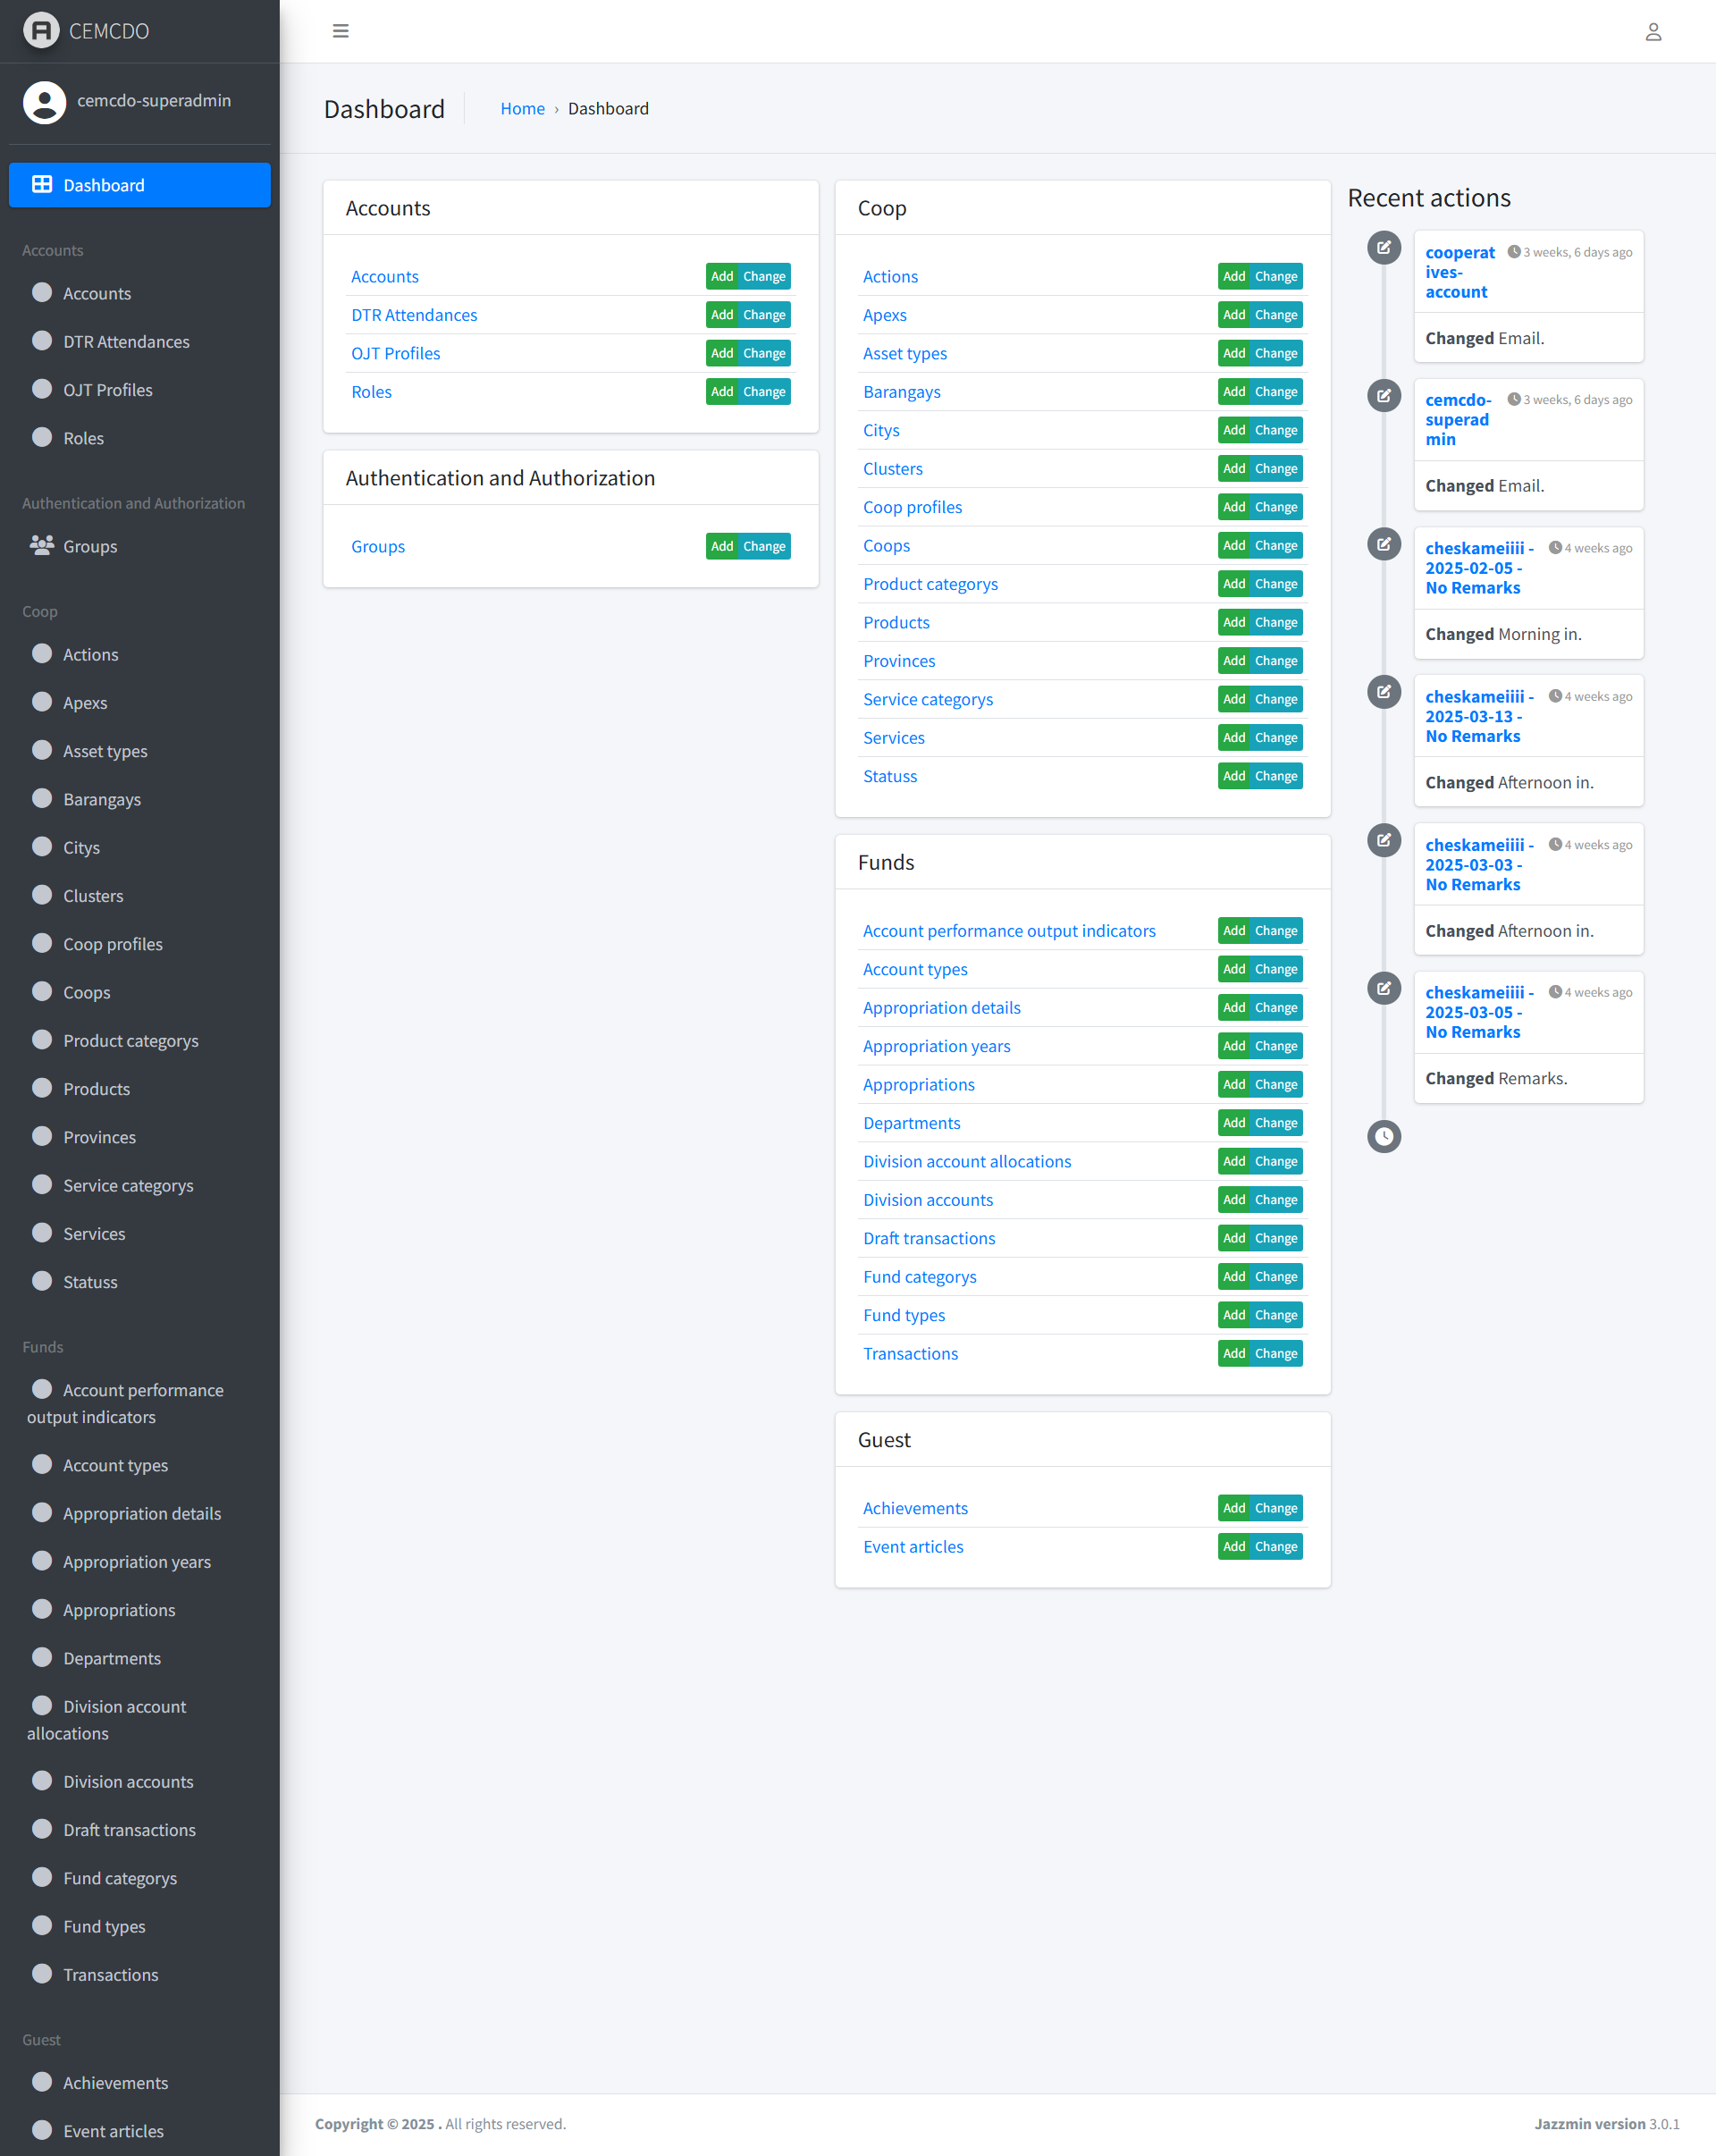 CEMCDO
cemcdo-superadmin
Dashboard
Accounts
Accounts
DTR Attendances
OJT Profiles
Roles
Authentication and Authorization
Groups
Coop
Actions
Apexs
Asset types
Barangays
Citys
Clusters
Coop profiles
Coops
Product categorys
Products
Provinces
Service categorys
Services
Statuss
Funds
Account performance
output indicators
Account types
Appropriation details
Appropriation years
Appropriations
Departments
Division account
allocations
Division accounts
Draft transactions
Fund categorys
Fund types
Transactions
Guest
Achievements
Event articles
Dashboard
Home › Dashboard
Accounts
Accounts Add Change
DTR Attendances Add Change
OJT Profiles Add Change
Roles Add Change
Authentication and Authorization
Groups Add Change
Coop
Actions Add Change
Apexs Add Change
Asset types Add Change
Barangays Add Change
Citys Add Change
Clusters Add Change
Coop profiles Add Change
Coops Add Change
Product categorys Add Change
Products Add Change
Provinces Add Change
Service categorys Add Change
Services Add Change
Statuss Add Change
Funds
Account performance output indicators Add Change
Account types Add Change
Appropriation details Add Change
Appropriation years Add Change
Appropriations Add Change
Departments Add Change
Division account allocations Add Change
Division accounts Add Change
Draft transactions Add Change
Fund categorys Add Change
Fund types Add Change
Transactions Add Change
Guest
Achievements Add Change
Event articles Add Change
Recent actions
cooperat 3 weeks, 6 days ago
ives-
account
Changed Email.
cemcdo- 3 weeks, 6 days ago
superad
min
Changed Email.
cheskameiiii - 4 weeks ago
2025-02-05 -
No Remarks
Changed Morning in.
cheskameiiii - 4 weeks ago
2025-03-13 -
No Remarks
Changed Afternoon in.
cheskameiiii - 4 weeks ago
2025-03-03 -
No Remarks
Changed Afternoon in.
cheskameiiii - 4 weeks ago
2025-03-05 -
No Remarks
Changed Remarks.
Copyright © 2025 . All rights reserved.
Jazzmin version 3.0.1